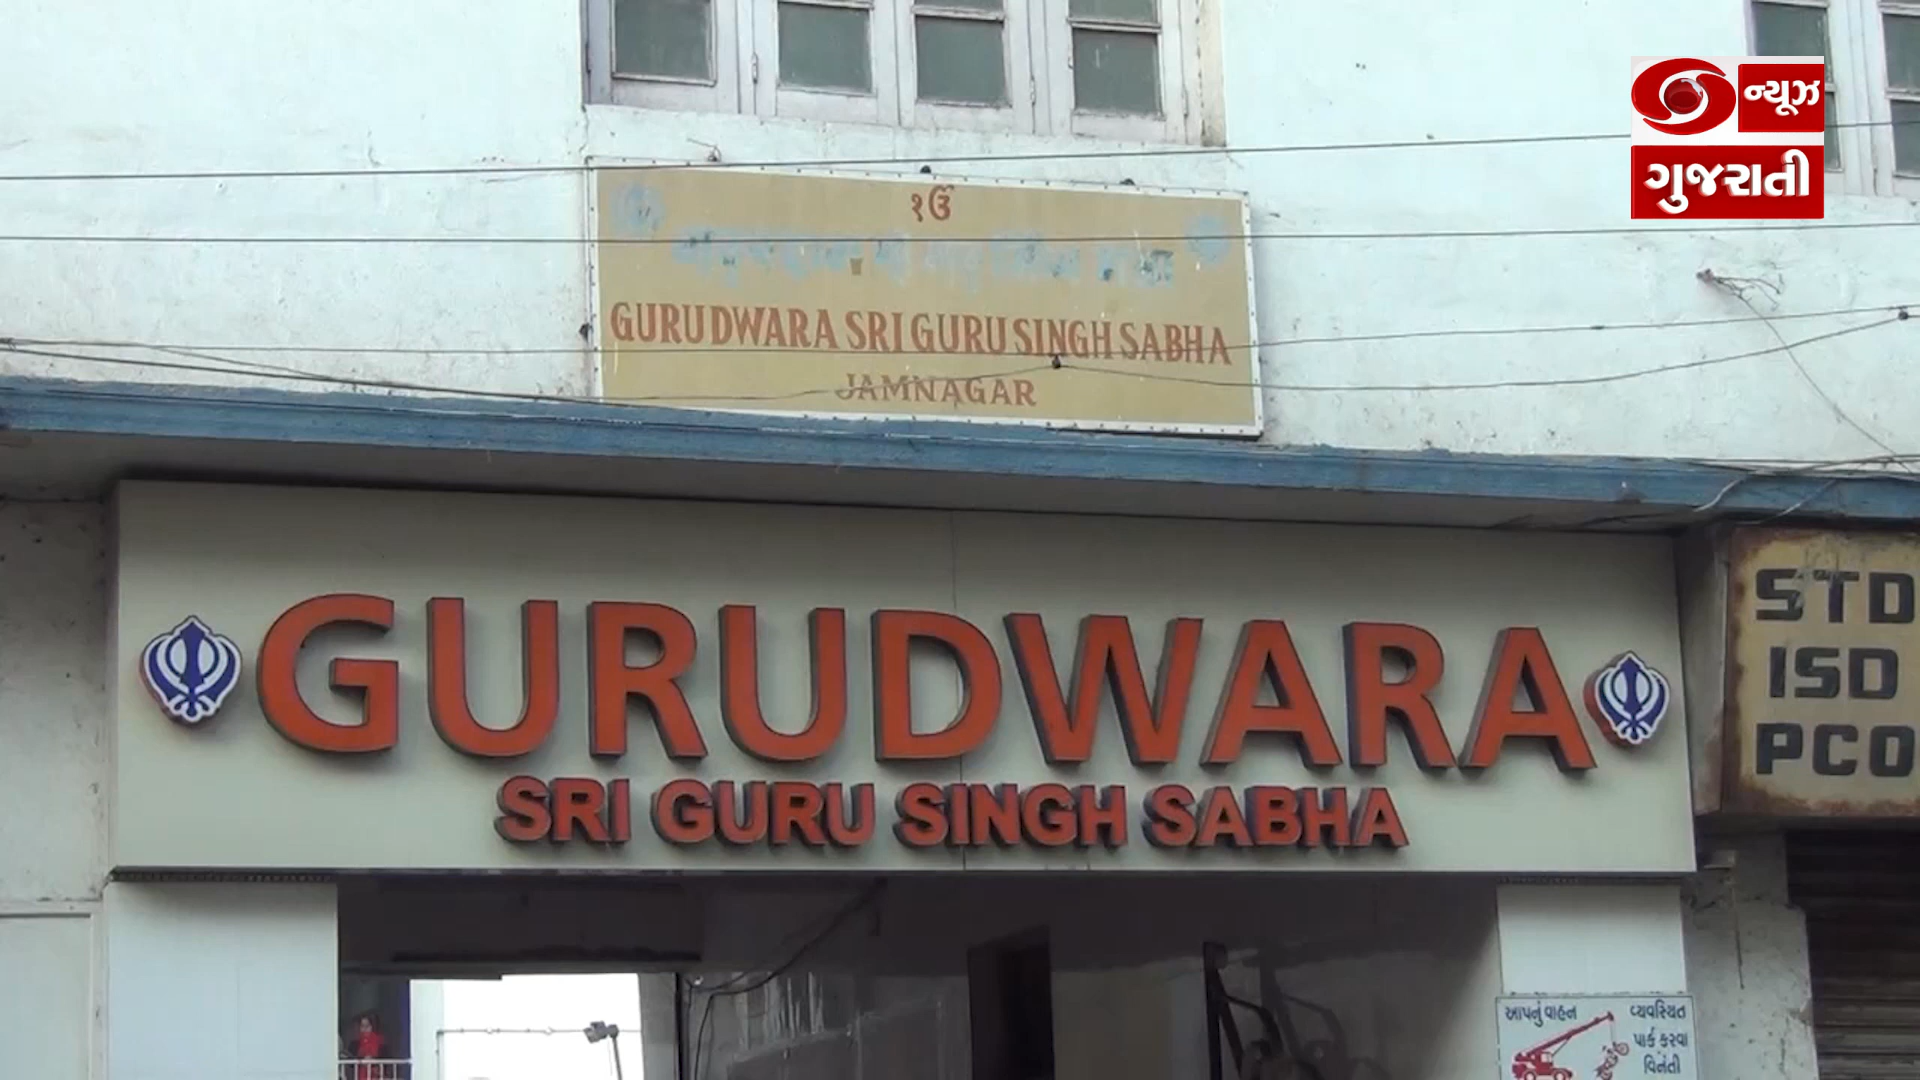 ન્યૂઝ
ગુજરાતી
૧ૐ
GURUDWARA SRI GURU SINGH SABHA
JAMNAGAR
GURUDWARA
SRI GURU SINGH SABHA
STD
ISD
PCO
આપનું વાહન વ્યવસ્થિત
પાર્ક કરવા
વિનંતી